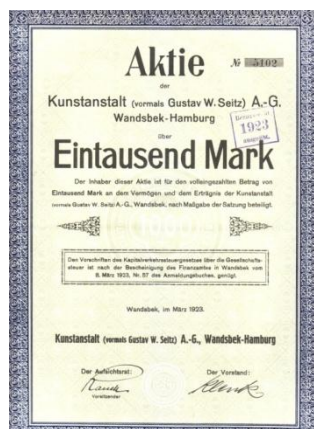 Aktie
№ 5102
der
Kunstanstalt (vormals Gustav W. Seitz) A.-G.
Wandsbek-Hamburg
1923
über
Eintausend Mark
Der Inhaber dieser Aktie ist für den volleingezahlten Betrag von
Eintausend Mark an dem Vermögen und dem Erträgnis der Kunstanstalt
(vormals Gustav W. Seitz) A.-G., Wandsbek, nach Maßgabe der Satzung beteiligt.
Den Vorschriften des Kapitalverkehrsteuergesetzes über die Gesellschafts-
steuer ist nach der Bescheinigung des Finanzamtes in Wandsbek vom
8. März 1923, Nr. 57 des Anmeldungsbuches, genügt.
Wandsbek, im März 1923.
Kunstanstalt (vormals Gustav W. Seitz) A.-G., Wandsbek-Hamburg
Der Aufsichtsrat:
Der Vorstand:
Vorsitzender